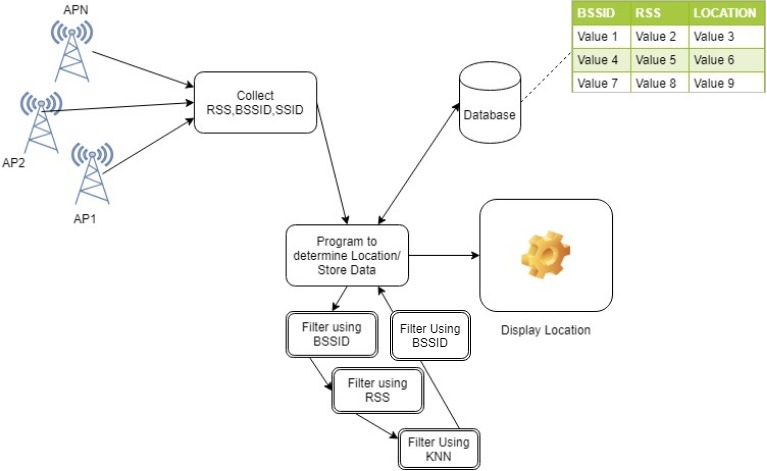 APN
BSSID RSS LOCATION
Value 1 Value 2 Value 3
Value 4 Value 5 Value 6
Value 7 Value 8 Value 9
Collect
RSS,BSSID,SSID
Database
AP2
AP1
Program to
determine Location/
Store Data
Display Location
Filter using
BSSID
Filter Using
BSSID
Filter using
RSS
Filter Using
KNN